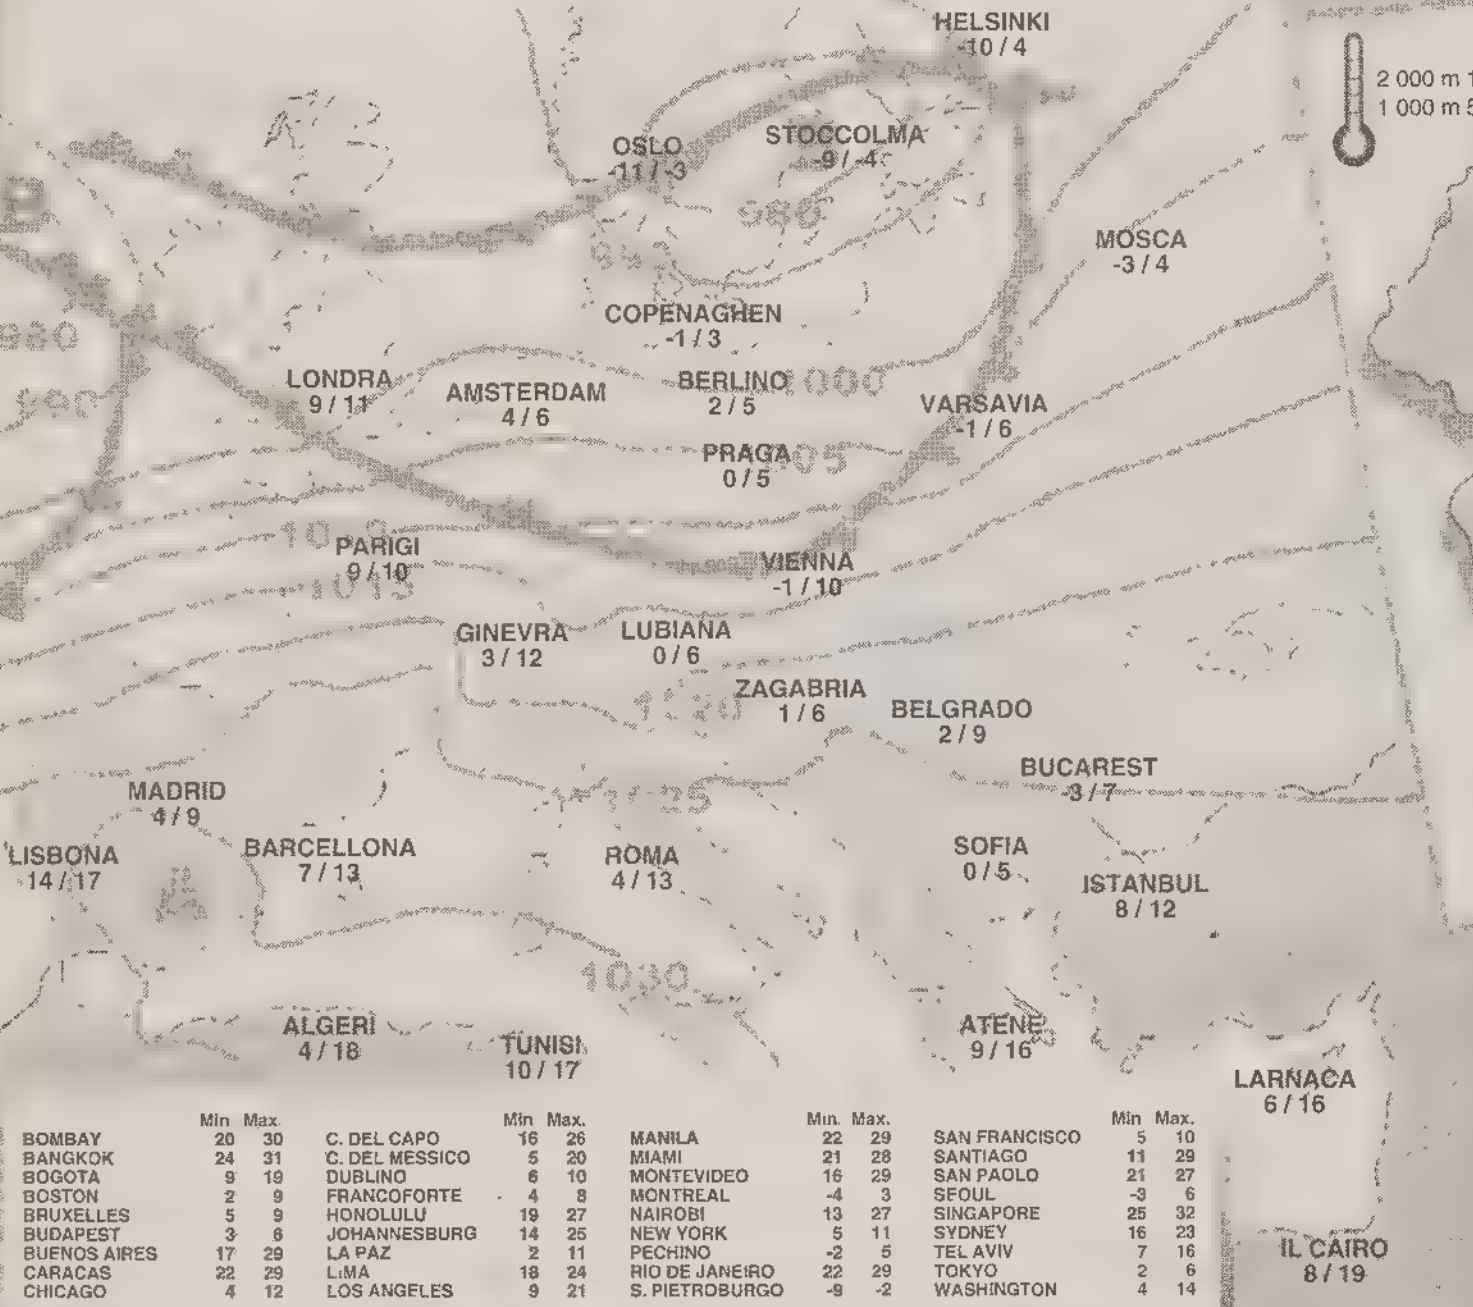 HELSINKI
-10 / 4
2 000 m 1
1 000 m 5
STOCCOLMA
-9 / -4
OSLO
-11 / -3
980
MOSCA
-3 / 4
COPENAGHEN
-1 / 3
980
990
LONDRA
9 / 11
AMSTERDAM
4 / 6
BERLINO
2 / 5
1000
VARSAVIA
-1 / 6
PRAGA
0 / 5
PARIGI
9 / 10
1015
VIENNA
-1 / 10
GINEVRA
3 / 12
LUBIANA
0 / 6
ZAGABRIA
1 / 6
BELGRADO
2 / 9
BUCAREST
-3 / 7
MADRID
4 / 9
LISBONA
14 / 17
BARCELLONA
7 / 13
ROMA
4 / 13
SOFIA
0 / 5
ISTANBUL
8 / 12
1030
ALGERI
4 / 18
TUNISI
10 / 17
ATENE
9 / 16
LARNACA
6 / 16
Min Max.
BOMBAY 20 30
BANGKOK 24 31
BOGOTA 9 19
BOSTON 2 9
BRUXELLES 5 9
BUDAPEST 3
BUENOS AIRES 17 29
CARACAS 22 29
CHICAGO 4 12
Min Max.
C. DEL CAPO 16 26
C. DEL MESSICO 5 20
DUBLINO 6 10
FRANCOFORTE 4 8
HONOLULU 19 27
JOHANNESBURG 14 25
LA PAZ 2 11
LIMA 18 24
LOS ANGELES 9 21
Min. Max.
MANILA 22 29
MIAMI 21 28
MONTEVIDEO 16 29
MONTREAL -4 3
NAIROBI 13 27
NEW YORK 5 11
PECHINO -2 5
RIO DE JANEIRO 22 29
S. PIETROBURGO -9 -2
Min Max.
SAN FRANCISCO 5 10
SANTIAGO 11 29
SAN PAOLO 21 27
SEOUL -3 6
SINGAPORE 25 32
SYDNEY 16 23
TEL AVIV 7 16
TOKYO 2 6
WASHINGTON 4 14
IL CAIRO
8 / 19